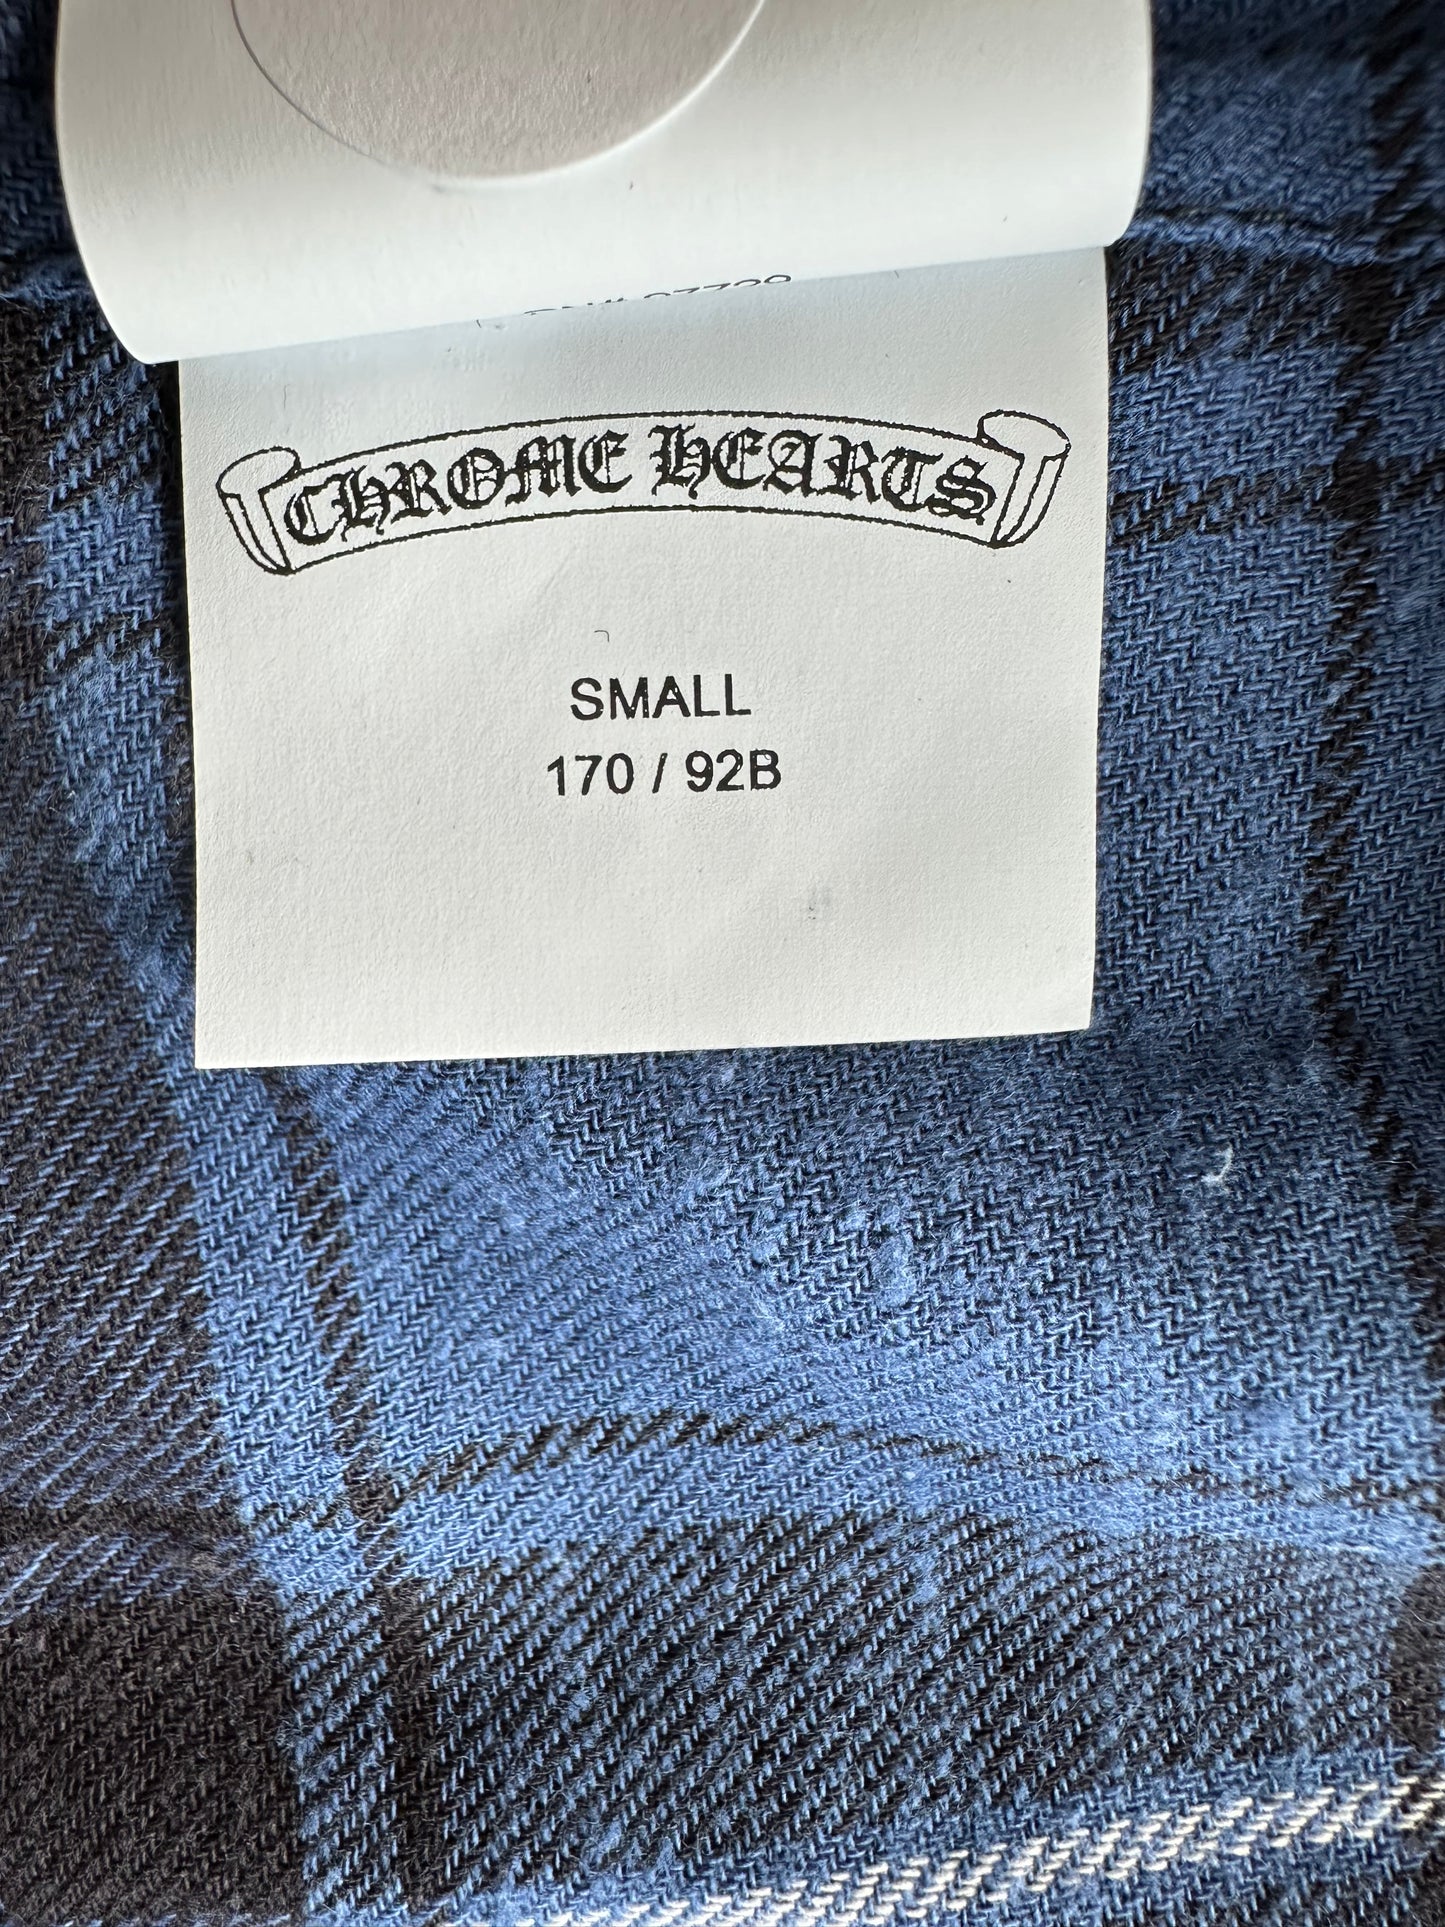 CHROME HEARTS
SMALL
170 / 92B